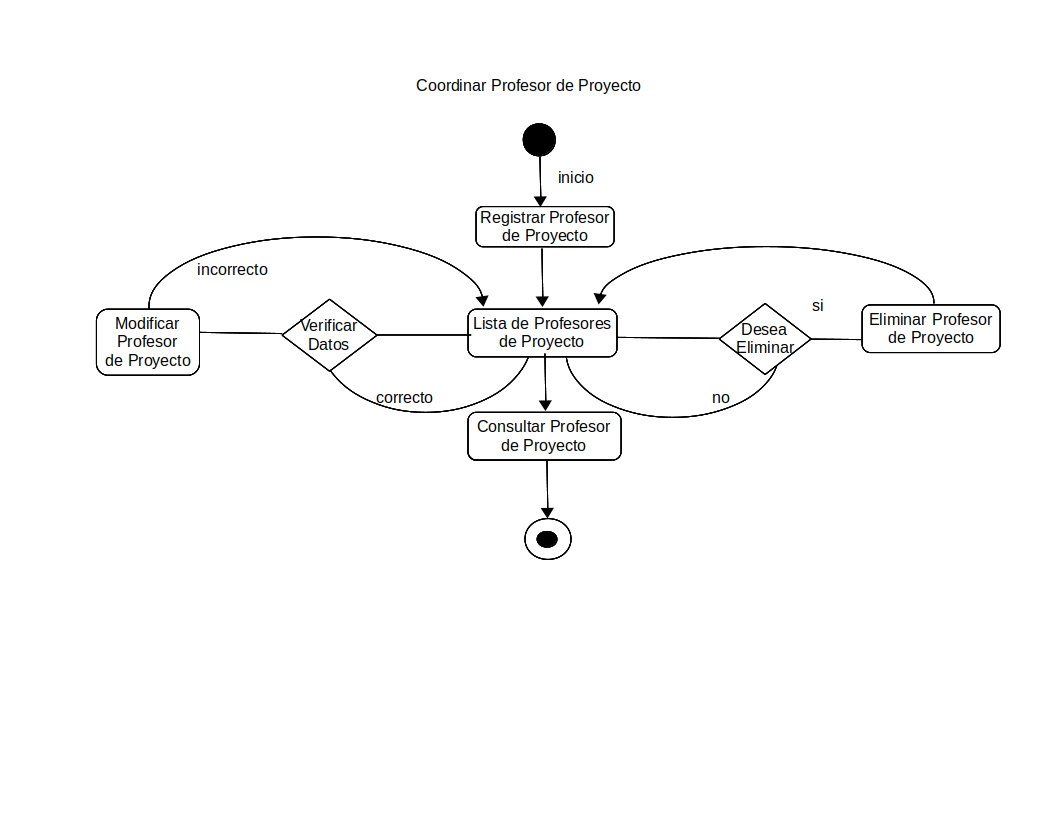 Coordinar Profesor de Proyecto
inicio
Registrar Profesor
de Proyecto
incorrecto
si
Modificar
Profesor
de Proyecto
Verificar
Datos
Lista de Profesores
de Proyecto
Desea
Eliminar
Eliminar Profesor
de Proyecto
correcto
no
Consultar Profesor
de Proyecto